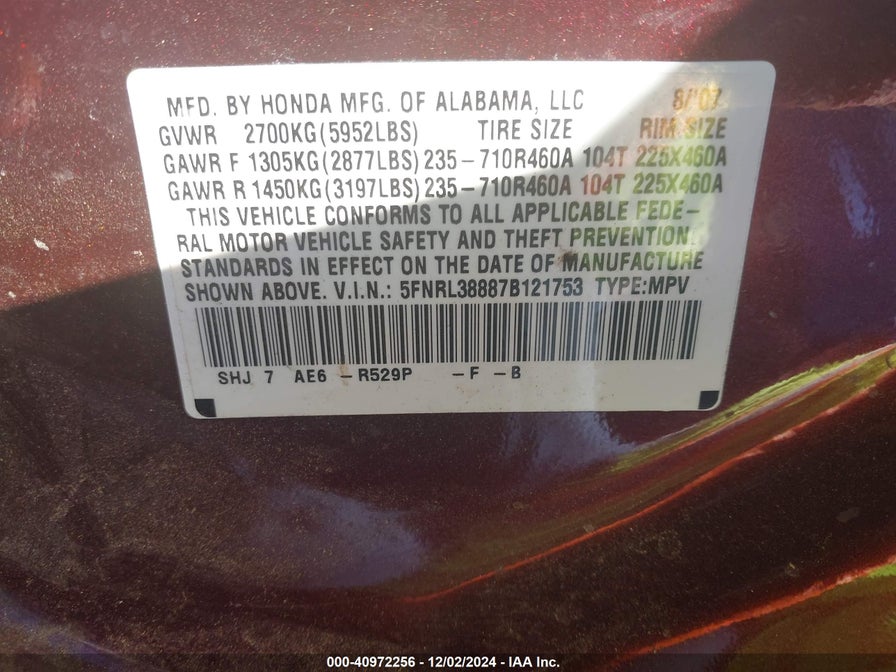 MFD. BY HONDA MFG. OF ALABAMA, LLC 8/'07
GVWR 2700KG(5952LBS) TIRE SIZE RIM SIZE
GAWR F 1305KG(2877LBS) 235-710R460A 104T 225X460A
GAWR R 1450KG(3197LBS) 235-710R460A 104T 225X460A
THIS VEHICLE CONFORMS TO ALL APPLICABLE FEDE-
RAL MOTOR VEHICLE SAFETY AND THEFT PREVENTION
STANDARDS IN EFFECT ON THE DATE OF MANUFACTURE
SHOWN ABOVE. V.I.N.: 5FNRL38887B121753 TYPE:MPV
SHJ 7 AE6 -R529P -F -B
000-40972256 - 12/02/2024 - IAA Inc.